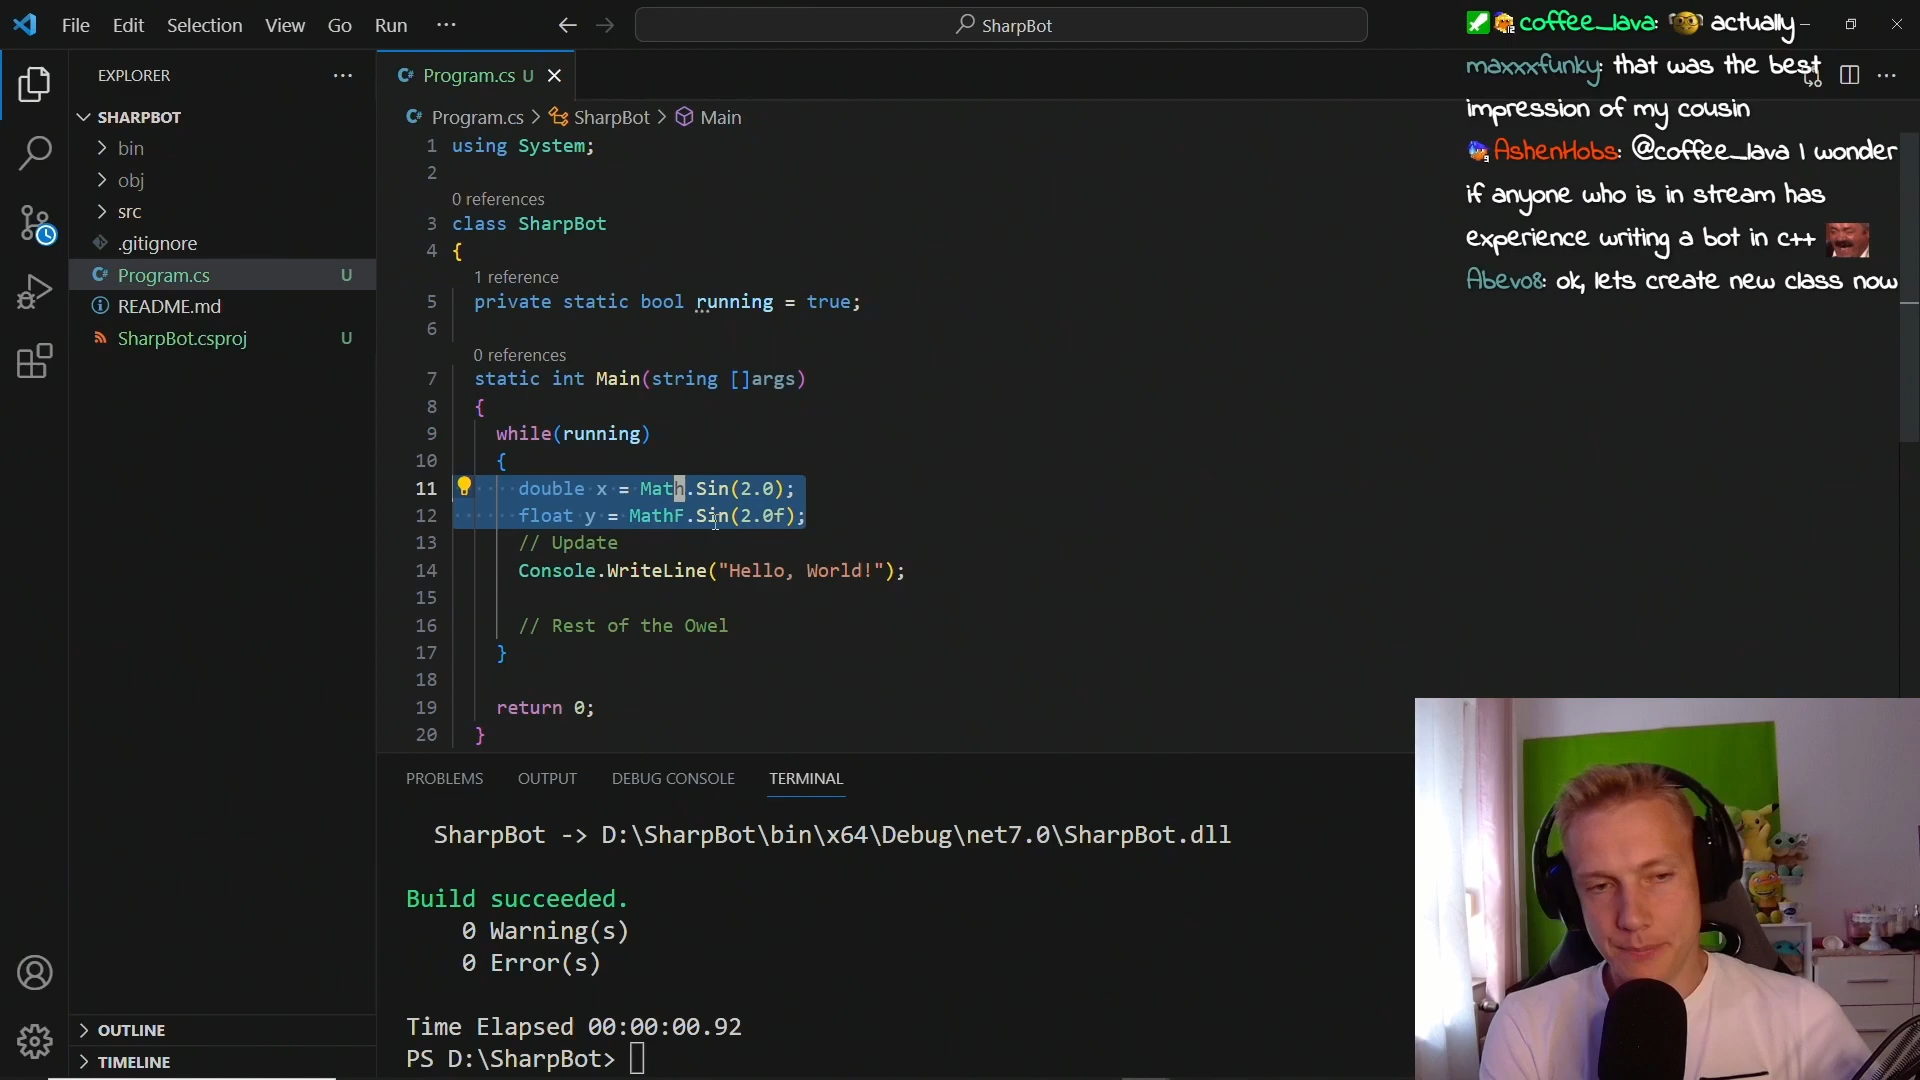 File Edit Selection View Go Run ···
SharpBot
EXPLORER ···
SHARPBOT
bin
obj
src
.gitignore
Program.cs U
README.md
SharpBot.csproj U
OUTLINE
TIMELINE
C# Program.cs U
C# Program.cs > SharpBot > Main
1 using System;
2
0 references
3 class SharpBot
4 {
1 reference
5 private static bool running = true;
6
0 references
7 static int Main(string []args)
8 {
9 while(running)
10 {
11 double x = Math.Sin(2.0);
12 float y = MathF.Sin(2.0f);
13 // Update
14 Console.WriteLine("Hello, World!");
15
16 // Rest of the Owel
17 }
18
19 return 0;
20 }
PROBLEMS OUTPUT DEBUG CONSOLE TERMINAL
SharpBot -> D:\SharpBot\bin\x64\Debug\net7.0\SharpBot.dll
Build succeeded.
0 Warning(s)
0 Error(s)
Time Elapsed 00:00:00.92
PS D:\SharpBot>
coffee_lava: actually
maxxxfunky: that was the best
impression of my cousin
AshenHobs: @coffee_lava I wonder
if anyone who is in stream has
experience writing a bot in c++
Abevo8: ok, lets create new class now